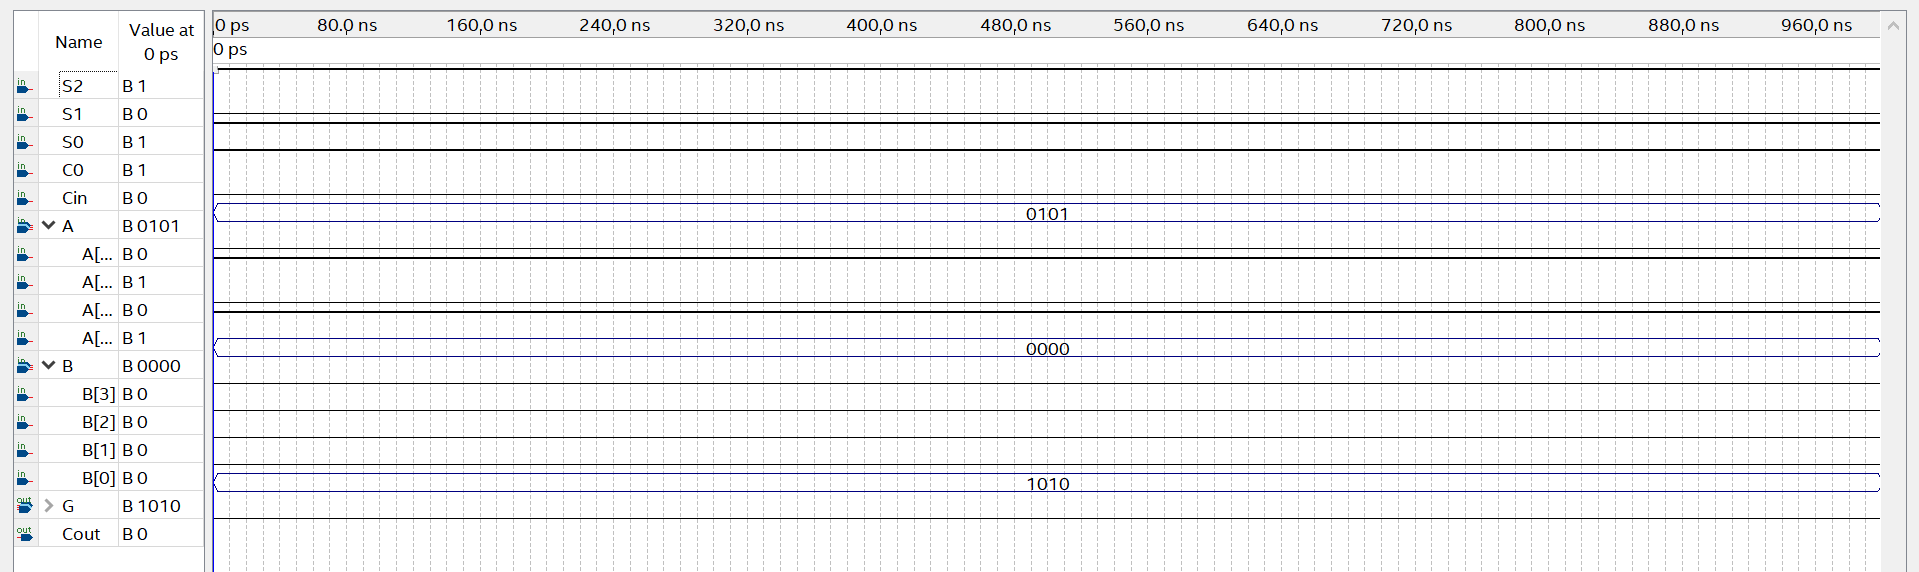 Name Value at 0 ps
0 ps 80.0 ns 160,0 ns 240,0 ns 320,0 ns 400,0 ns 480,0 ns 560,0 ns 640,0 ns 720,0 ns 800,0 ns 880,0 ns 960,0 ns
0 ps
in S2 B 1
in S1 B 0
in S0 B 1
in C0 B 1
in Cin B 0
in A B 0101 0101
in A[... B 0
in A[... B 1
in A[... B 0
in A[... B 1
in B B 0000 0000
in B[3] B 0
in B[2] B 0
in B[1] B 0
in B[0] B 0
out G B 1010 1010
out Cout B 0